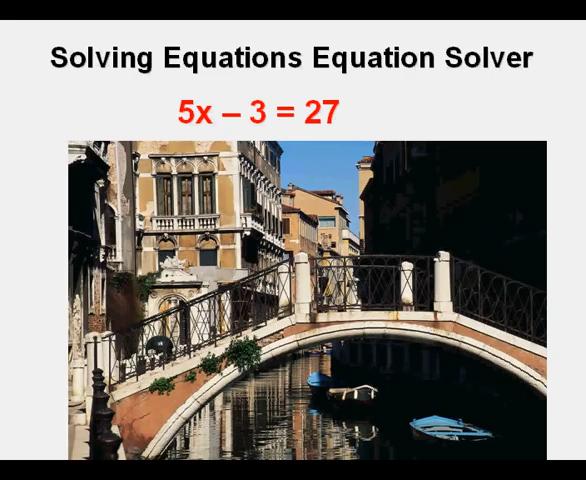 Solving Equations Equation Solver
5x – 3 = 27